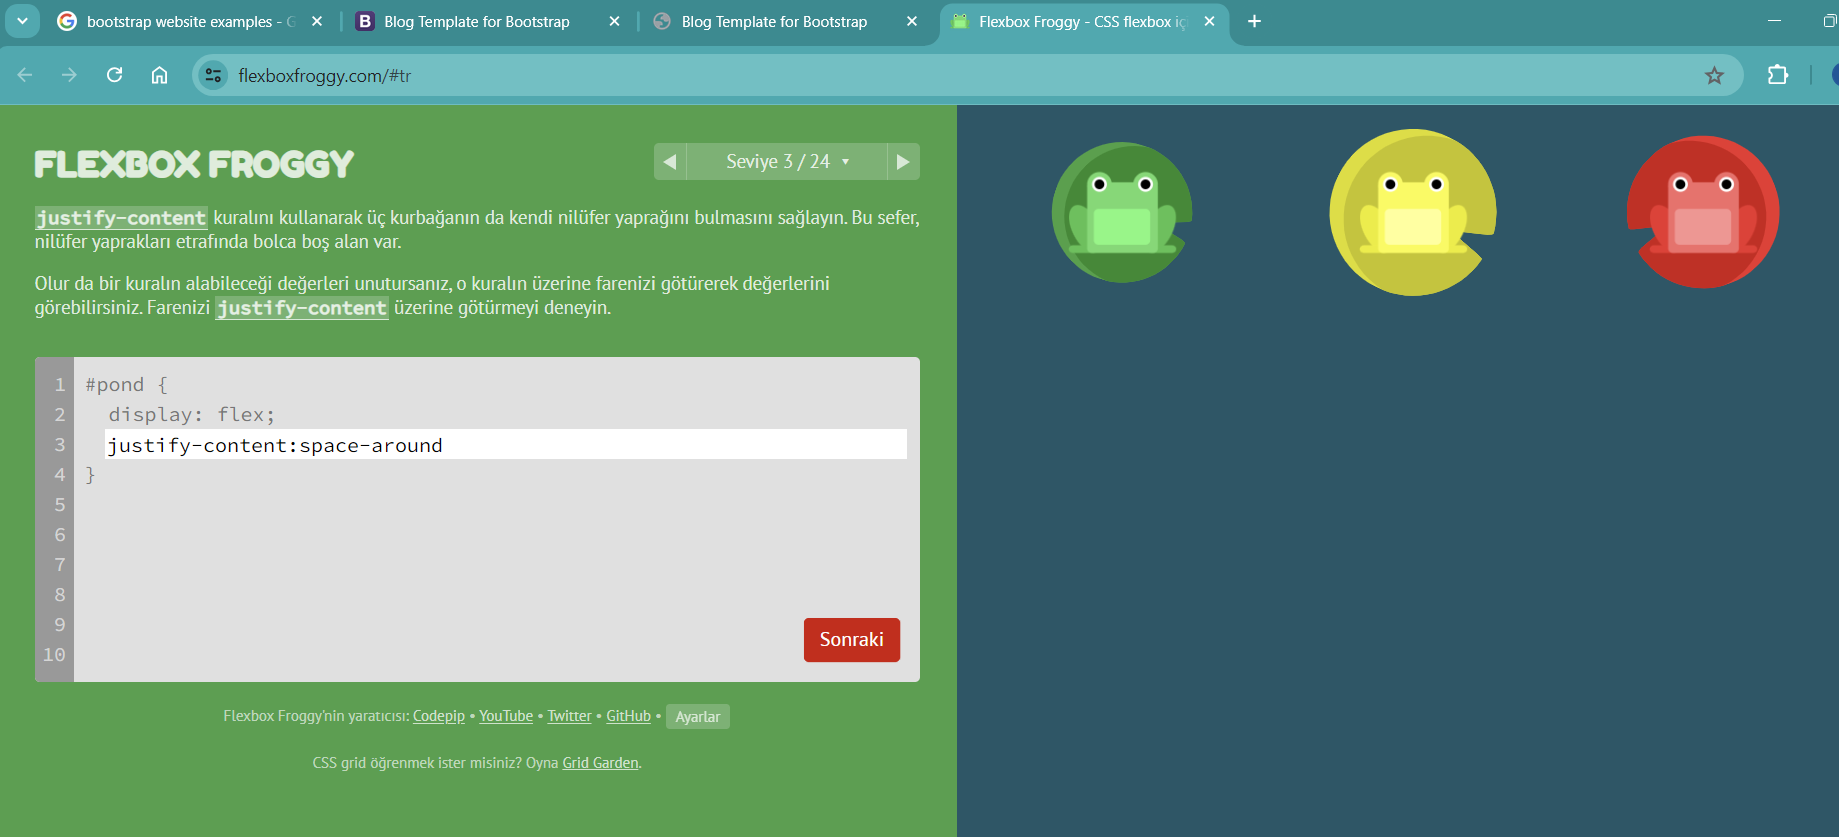 bootstrap website examples - G
Blog Template for Bootstrap
Blog Template for Bootstrap
Flexbox Froggy - CSS flexbox iç
flexboxfroggy.com/#tr
FLEXBOX FROGGY
Seviye 3 / 24
justify-content kuralını kullanarak üç kurbağanın da kendi nilüfer yaprağını bulmasını sağlayın. Bu sefer,
nilüfer yaprakları etrafında bolca boş alan var.
Olur da bir kuralın alabileceği değerleri unutursanız, o kuralın üzerine farenizi götürerek değerlerini
görebilirsiniz. Farenizi justify-content üzerine götürmeyi deneyin.
1 #pond {
2 display: flex;
3 justify-content:space-around
4 }
5
6
7
8
9
10
Sonraki
Flexbox Froggy'nin yaratıcısı: Codepip • YouTube • Twitter • GitHub • Ayarlar
CSS grid öğrenmek ister misiniz? Oyna Grid Garden.